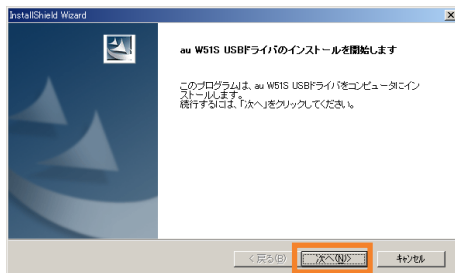 InstallShield Wizard
au W51S USBドライバのインストールを開始します
このプログラムは、au W51S USBドライバをコンピュータにイン
ストールします。
続行するには、「次へ」をクリックしてください。
< 戻る(B) 次へ(N)> キャンセル